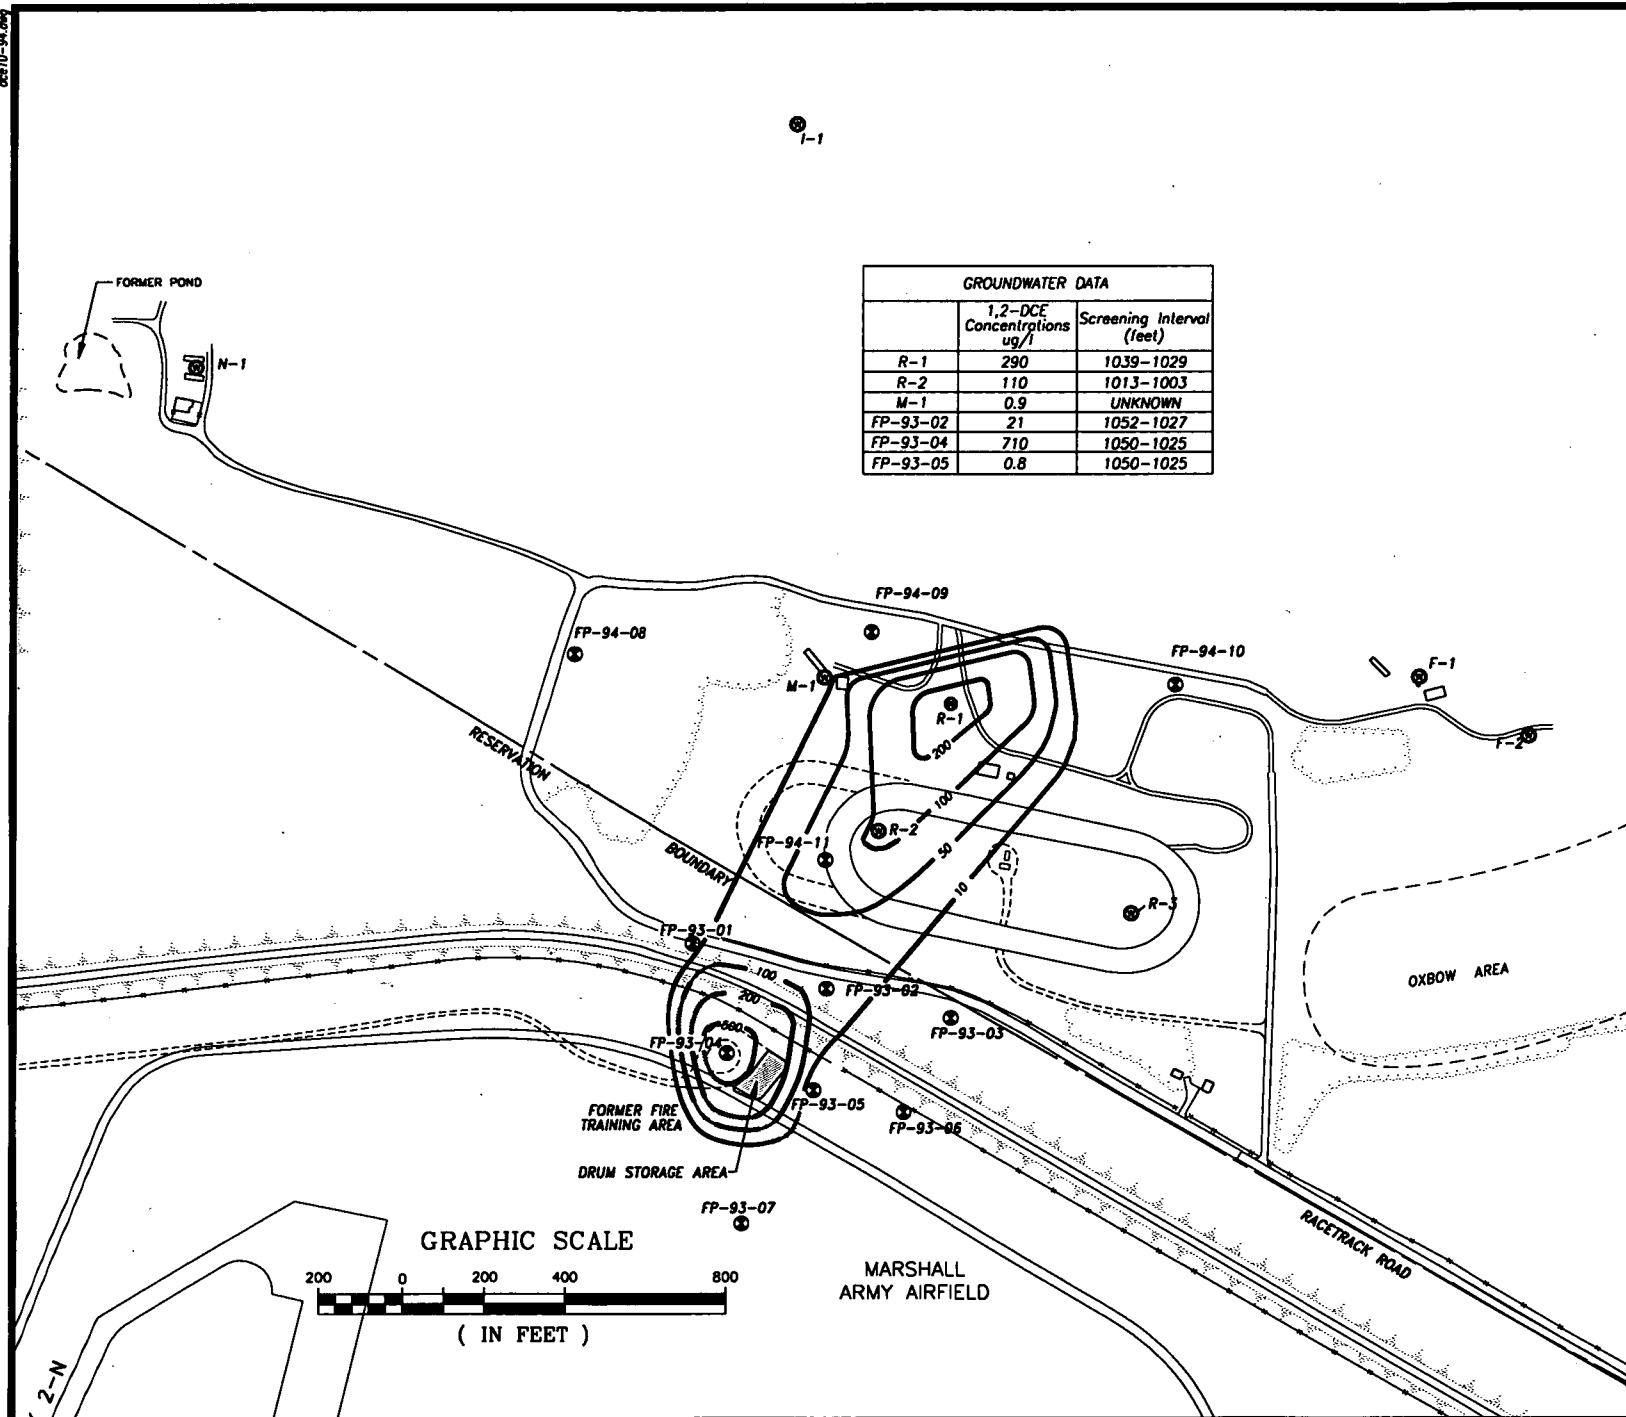 I-1
FORMER POND
N-1
GROUNDWATER DATA
1,2-DCE Concentrations ug/l | Screening Interval (feet)
R-1 | 290 | 1039-1029
R-2 | 110 | 1013-1003
M-1 | 0.9 | UNKNOWN
FP-93-02 | 21 | 1052-1027
FP-93-04 | 710 | 1050-1025
FP-93-05 | 0.8 | 1050-1025
FP-94-09
FP-94-08
FP-94-10
F-1
M-1
R-1
F-2
RESERVATION
200
100
R-2
FP-94-11
50
BOUNDARY
10
R-3
FP-93-01
100
OXBOW AREA
200
FP-93-02
FP-93-03
FP-93-04
FP-93-05
FORMER FIRE
TRAINING AREA
FP-93-06
DRUM STORAGE AREA
FP-93-07
RACETRACK ROAD
GRAPHIC SCALE
MARSHALL
ARMY AIRFIELD
200 0 200 400 800
( IN FEET )
2-N